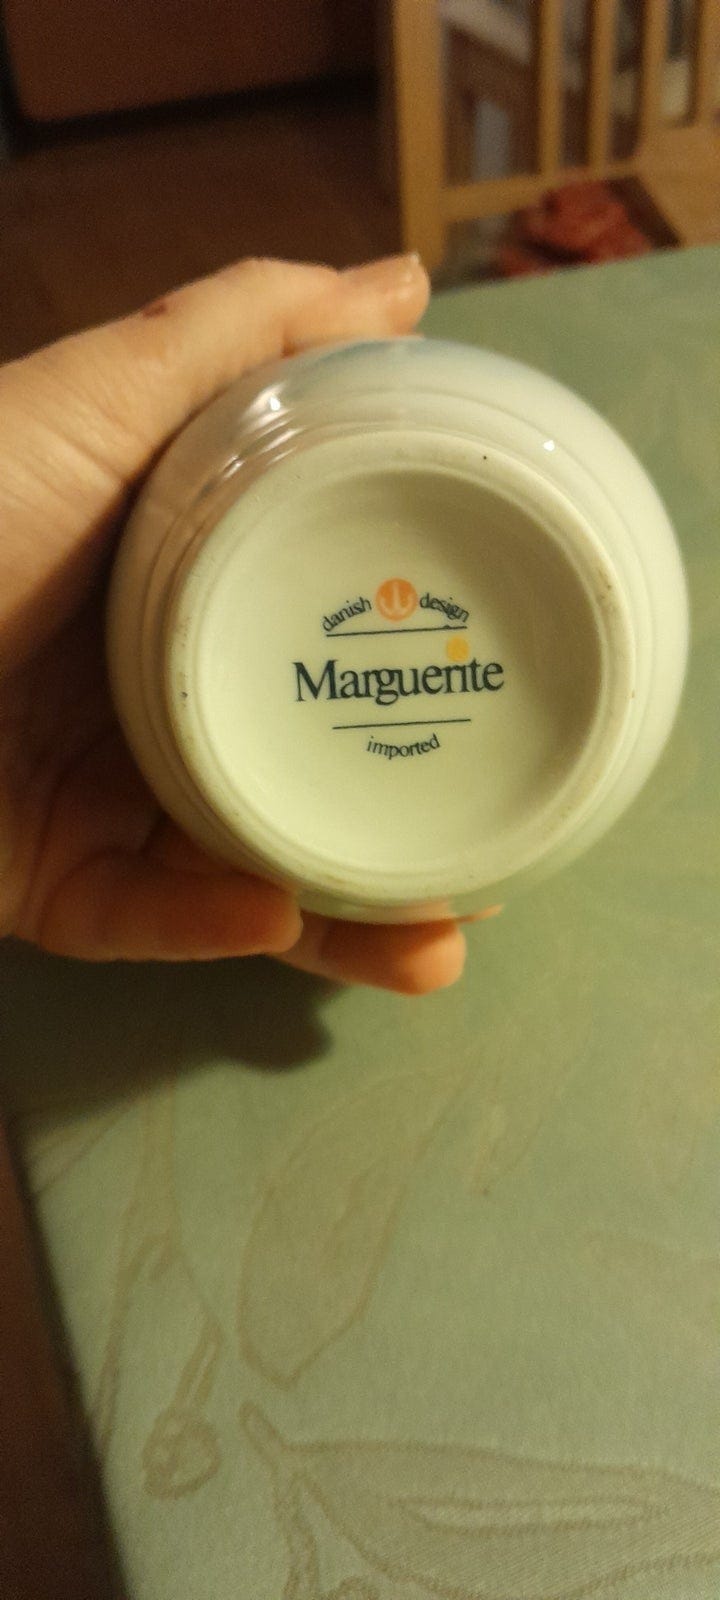 danish design
Marguerite
imported